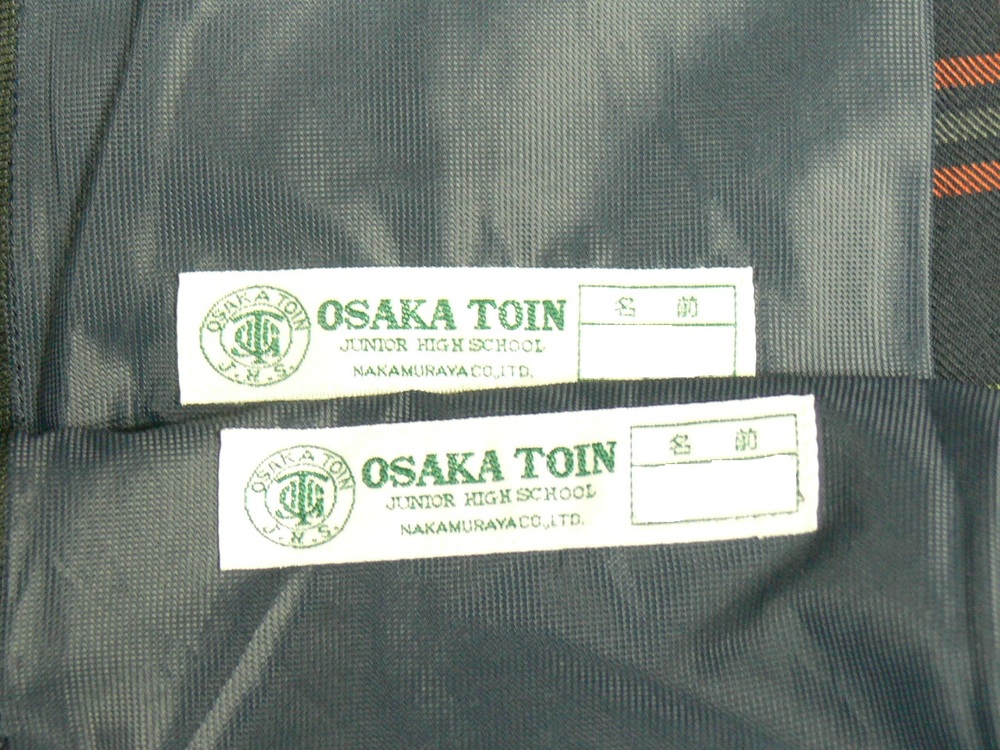 OSAKA TOIN
J.H.S.
OSAKA TOIN
JUNIOR HIGH SCHOOL
NAKAMURAYA CO., LTD.
名 前
OSAKA TOIN
J.H.S.
OSAKA TOIN
JUNIOR HIGH SCHOOL
NAKAMURAYA CO., LTD.
名 前